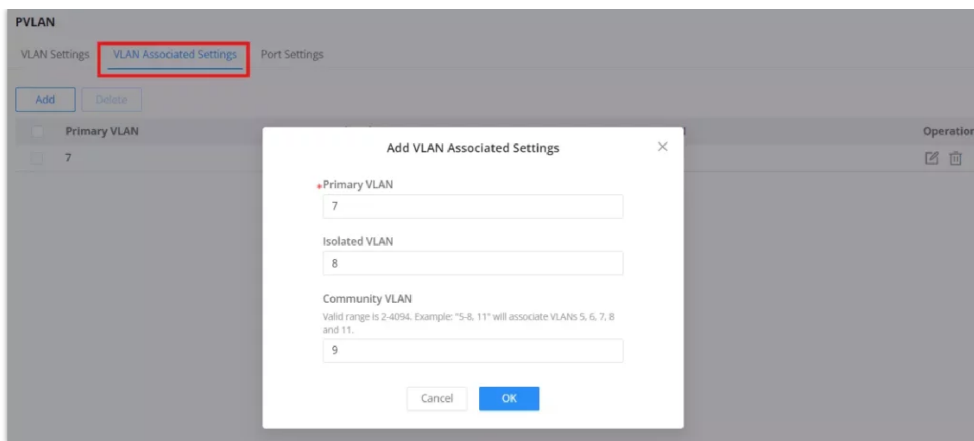 PVLAN
VLAN Settings VLAN Associated Settings Port Settings
Add Delete
Primary VLAN Operation
7
Add VLAN Associated Settings
*Primary VLAN
7
Isolated VLAN
8
Community VLAN
Valid range is 2-4094. Example: "5-8, 11" will associate VLANs 5, 6, 7, 8
and 11.
9
Cancel OK